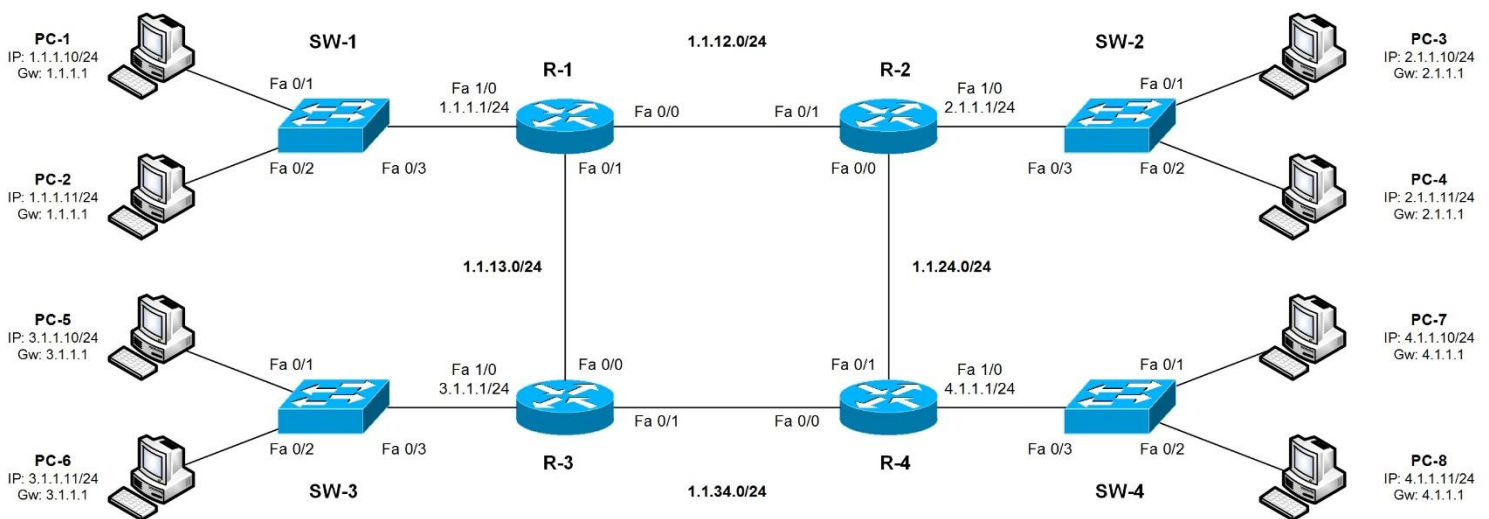 PC-1
IP: 1.1.1.10/24
Gw: 1.1.1.1
SW-1
Fa 0/1
Fa 0/2
Fa 0/3
PC-2
IP: 1.1.1.11/24
Gw: 1.1.1.1
Fa 1/0
1.1.1.1/24
R-1
Fa 0/0
Fa 0/1
1.1.12.0/24
R-2
Fa 0/1
Fa 0/0
Fa 1/0
2.1.1.1/24
SW-2
Fa 0/1
Fa 0/3
Fa 0/2
PC-3
IP: 2.1.1.10/24
Gw: 2.1.1.1
PC-4
IP: 2.1.1.11/24
Gw: 2.1.1.1
1.1.13.0/24
1.1.24.0/24
PC-5
IP: 3.1.1.10/24
Gw: 3.1.1.1
Fa 0/1
Fa 0/2
Fa 0/3
SW-3
PC-6
IP: 3.1.1.11/24
Gw: 3.1.1.1
Fa 1/0
3.1.1.1/24
Fa 0/0
Fa 0/1
R-3
1.1.34.0/24
Fa 0/1
Fa 0/0
R-4
Fa 1/0
4.1.1.1/24
Fa 0/1
Fa 0/3
Fa 0/2
SW-4
PC-7
IP: 4.1.1.10/24
Gw: 4.1.1.1
PC-8
IP: 4.1.1.11/24
Gw: 4.1.1.1